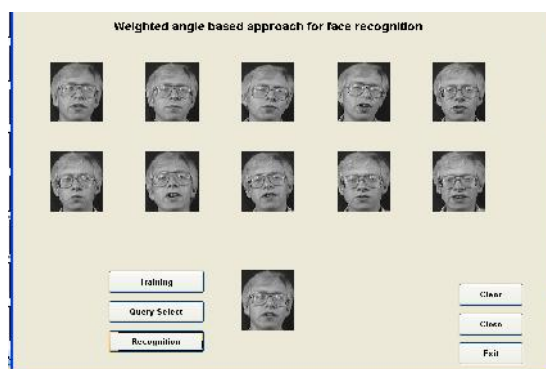 Weighted angle based approach for face recognition
Training
Query Select
Recognition
Clear
Close
Exit